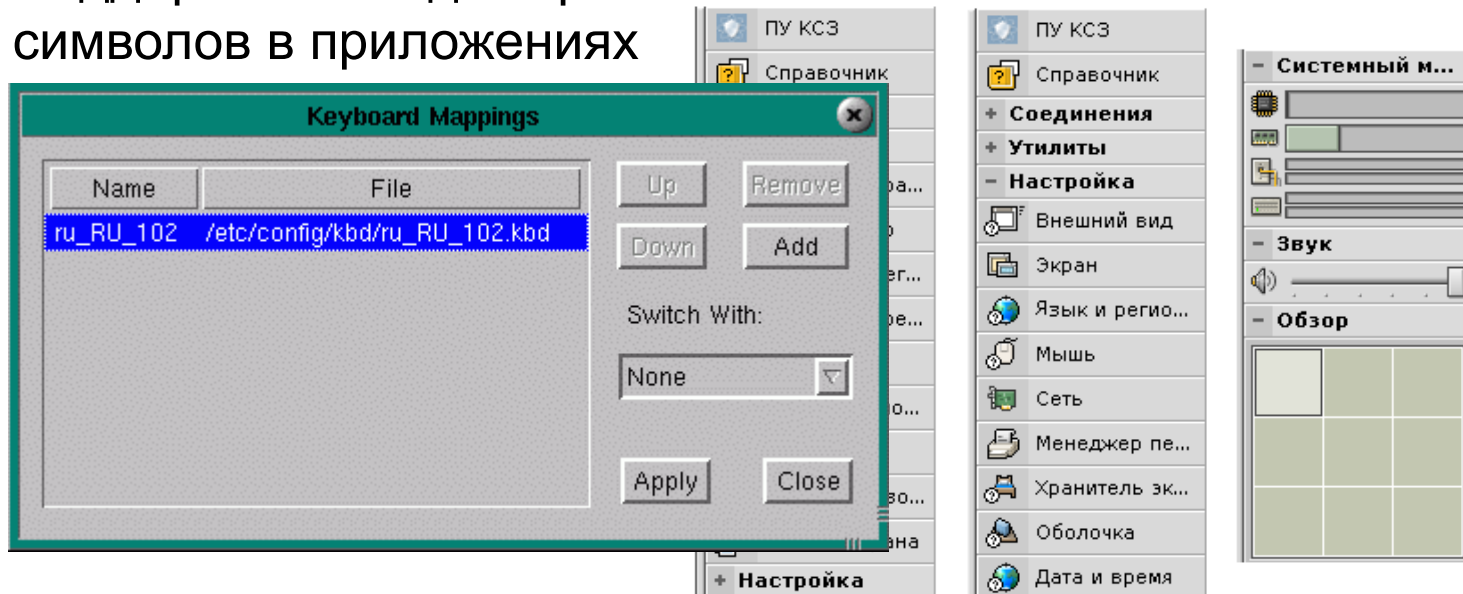 символов в приложениях
Keyboard Mappings
Name File
ru_RU_102 /etc/config/kbd/ru_RU_102.kbd
Up Remove
Down Add
Switch With:
None
Apply Close
ПУ КСЗ
Справочник
Настройка
ПУ КСЗ
Справочник
+ Соединения
+ Утилиты
− Настройка
Внешний вид
Экран
Язык и регио...
Мышь
Сеть
Менеджер пе...
Хранитель эк...
Оболочка
Дата и время
− Системный м...
− Звук
− Обзор